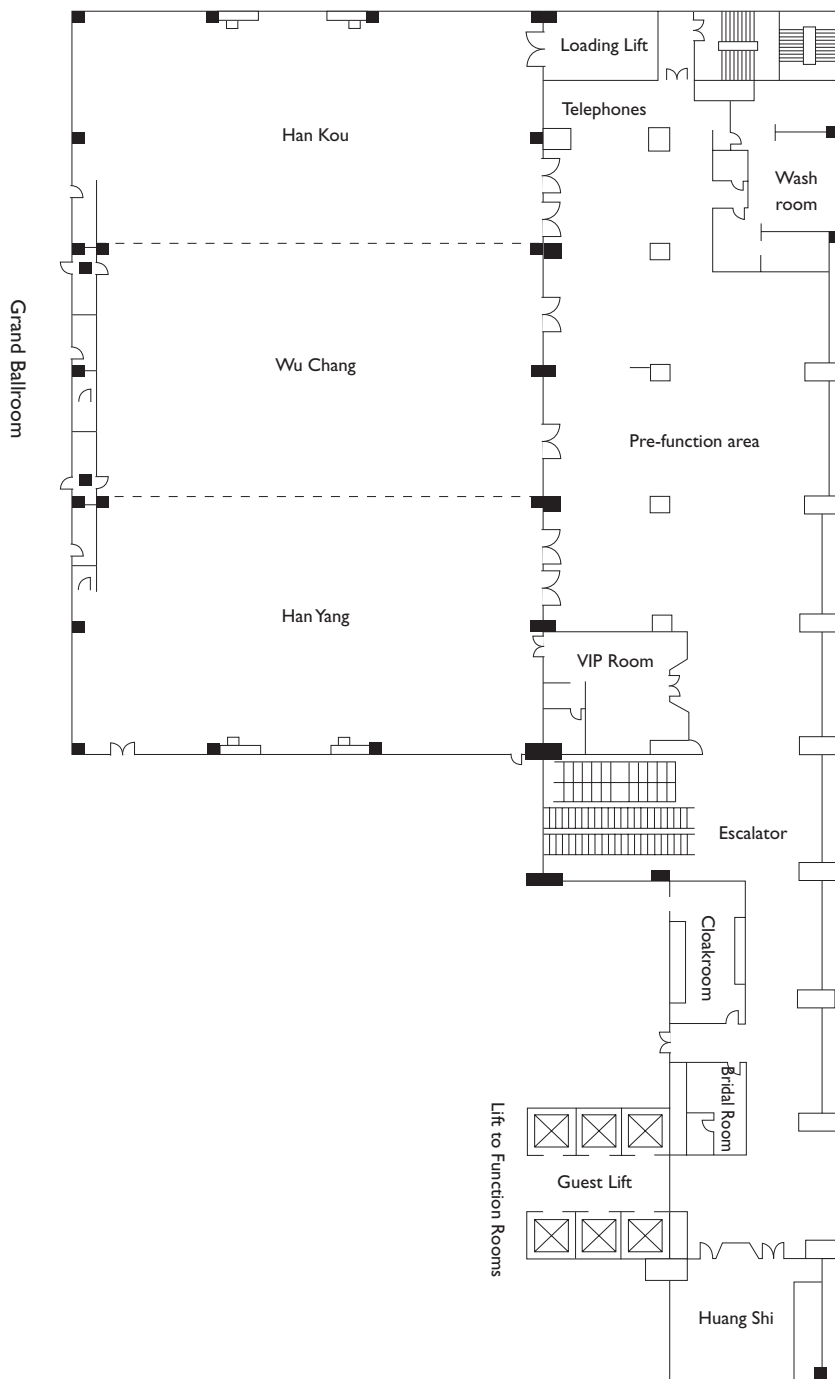 Loading Lift
Telephones
Han Kou
Wash
room
Grand Ballroom
Wu Chang
Pre-function area
Han Yang
VIP Room
Escalator
Cloakroom
Bridal Room
Lift to Function Rooms
Guest Lift
Huang Shi